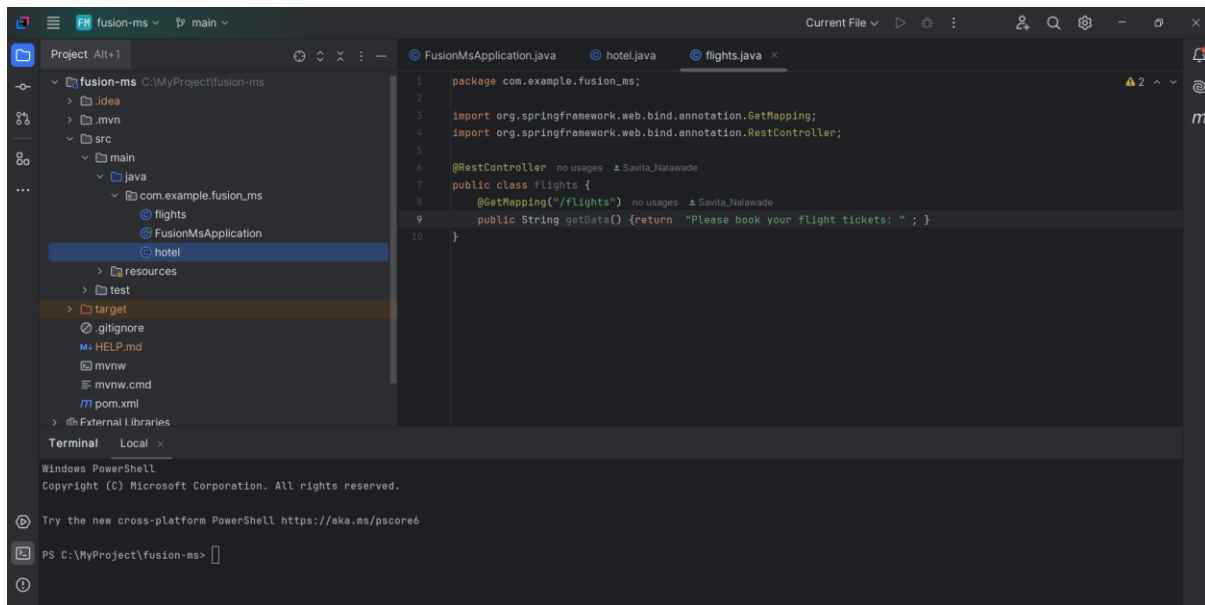 FM fusion-ms main Current File
Project Alt+1
fusion-ms C:\MyProject\fusion-ms
.idea
.mvn
src
main
java
com.example.fusion_ms
flights
FusionMsApplication
hotel
resources
test
target
.gitignore
M↓ HELP.md
mvnw
mvnw.cmd
m pom.xml
External Libraries
FusionMsApplication.java hotel.java flights.java
1 package com.example.fusion_ms;
2
3 import org.springframework.web.bind.annotation.GetMapping;
4 import org.springframework.web.bind.annotation.RestController;
5
6 @RestController no usages Savita_Nalawade
7 public class flights {
8 @GetMapping("/flights") no usages Savita_Nalawade
9 public String getData() {return "Please book your flight tickets: " ; }
10 }
2
m
Terminal Local
Windows PowerShell
Copyright (C) Microsoft Corporation. All rights reserved.
Try the new cross-platform PowerShell https://aka.ms/pscore6
PS C:\MyProject\fusion-ms>